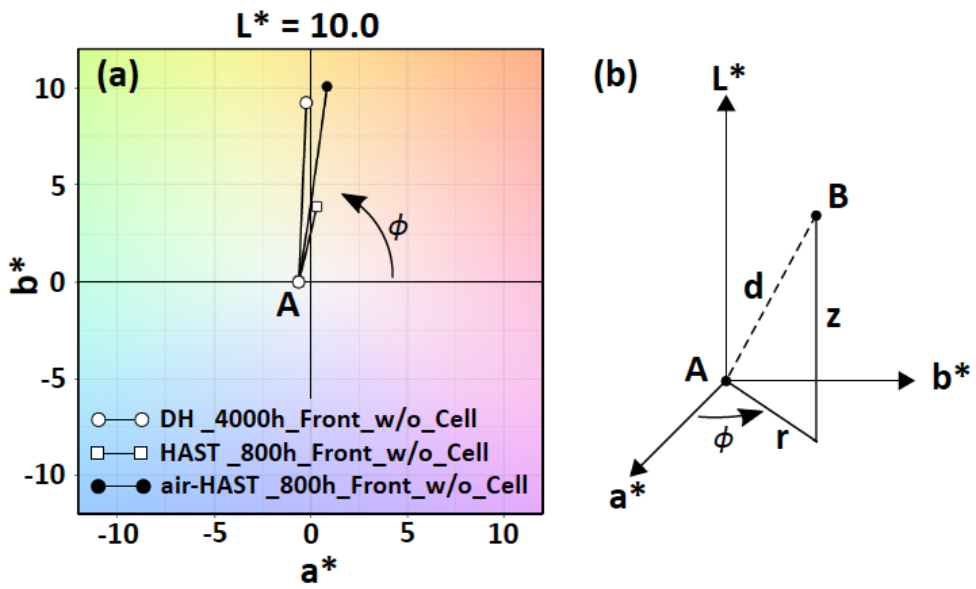 L* = 10.0
(a)
10
5
0
-5
-10
b*
A
ϕ
DH _4000h_Front_w/o_Cell
HAST _800h_Front_w/o_Cell
air-HAST _800h_Front_w/o_Cell
-10 -5 0 5 10
a*
(b)
L*
B
d
z
A
b*
ϕ
r
a*